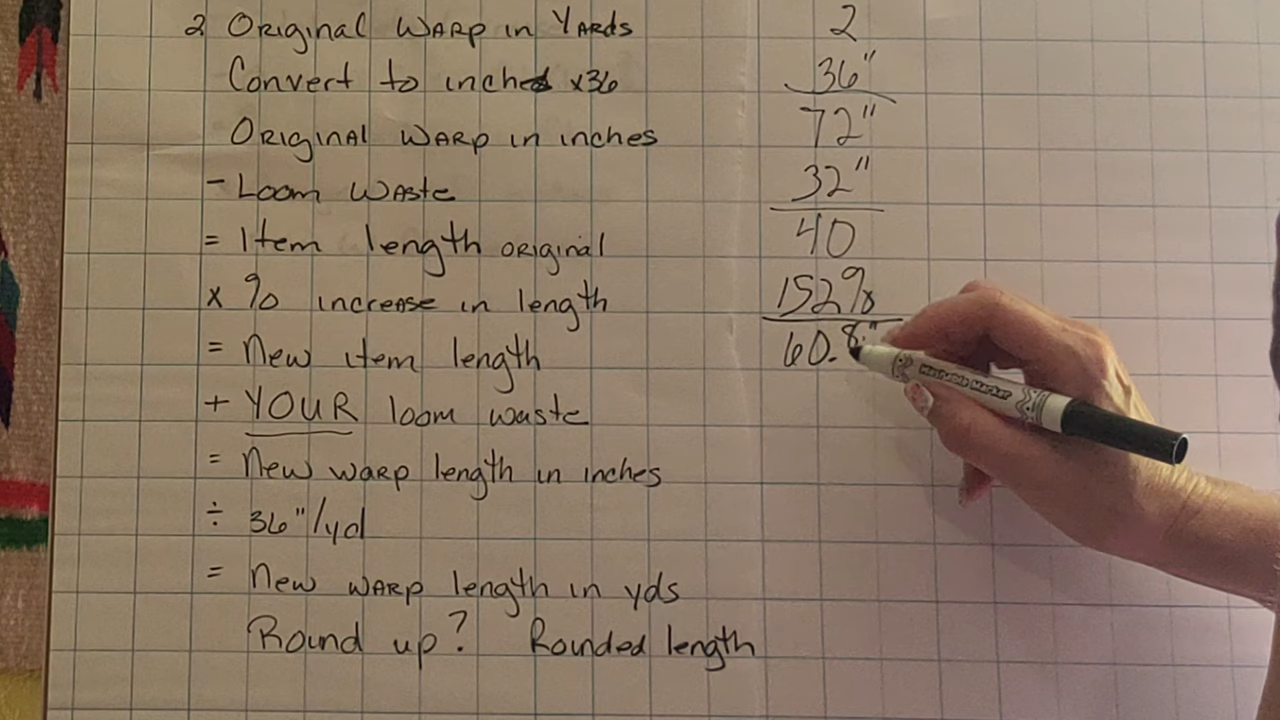 2 Original WARP in YARds 2
Convert to inches x36 36"
ORiginAl WARP in inches 72"
- Loom WAste 32"
= Item length original 40
x % increase in length 152%
= New item length 60.8"
+ YOUR loom waste
= New warp length in inches
÷ 36"/yd
= New WARP length in yds
Round up? Rounded length
Washable Marker